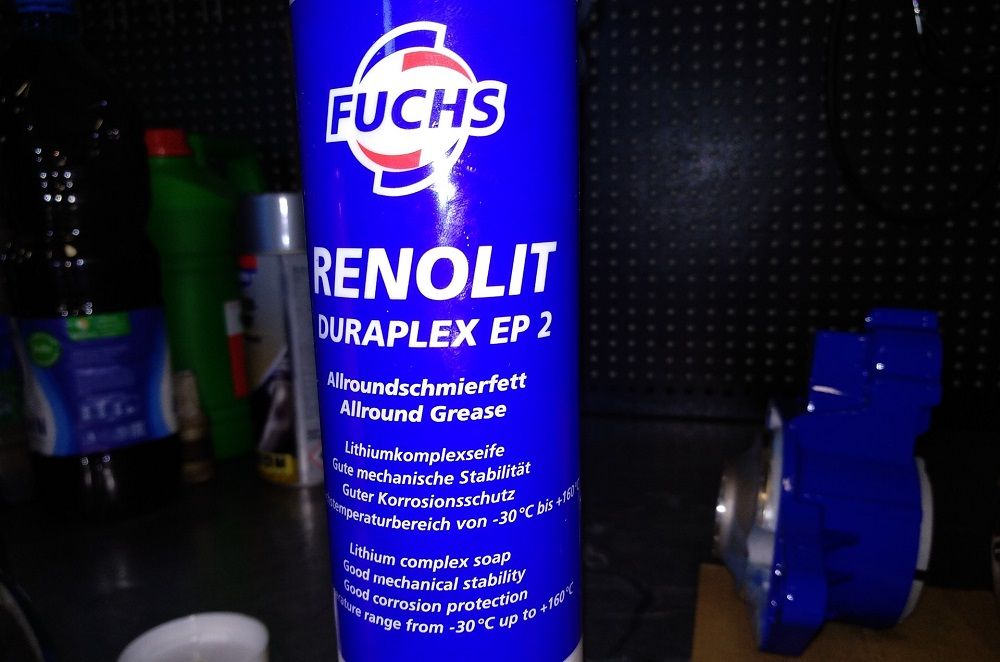 FUCHS
RENOLIT
DURAPLEX EP 2
Allroundschmierfett
Allround Grease
Lithiumkomplexseife
Gute mechanische Stabilität
Guter Korrosionsschutz
von -30°C bis +160°C
Lithium complex soap
Good mechanical stability
Good corrosion protection
range from -30°C up to +160°C